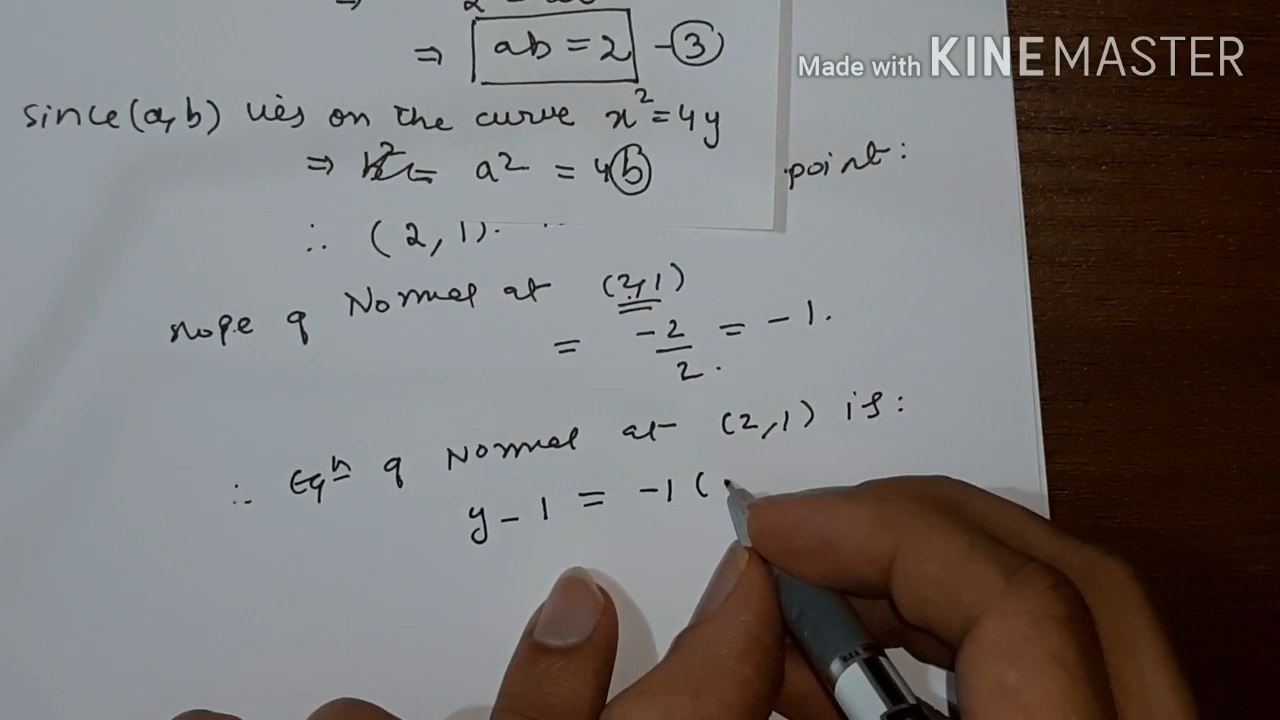 ⇒ ab = 2 - ③
Made with KINEMASTER
since (a,b) lies on the curve x² = 4y
⇒ a² = 4b
point:
∴ (2,1).
slope of Normal at (2,1)
= -2/2 = -1.
∴ Eqn of Normal at (2,1) is:
y - 1 = -1 (